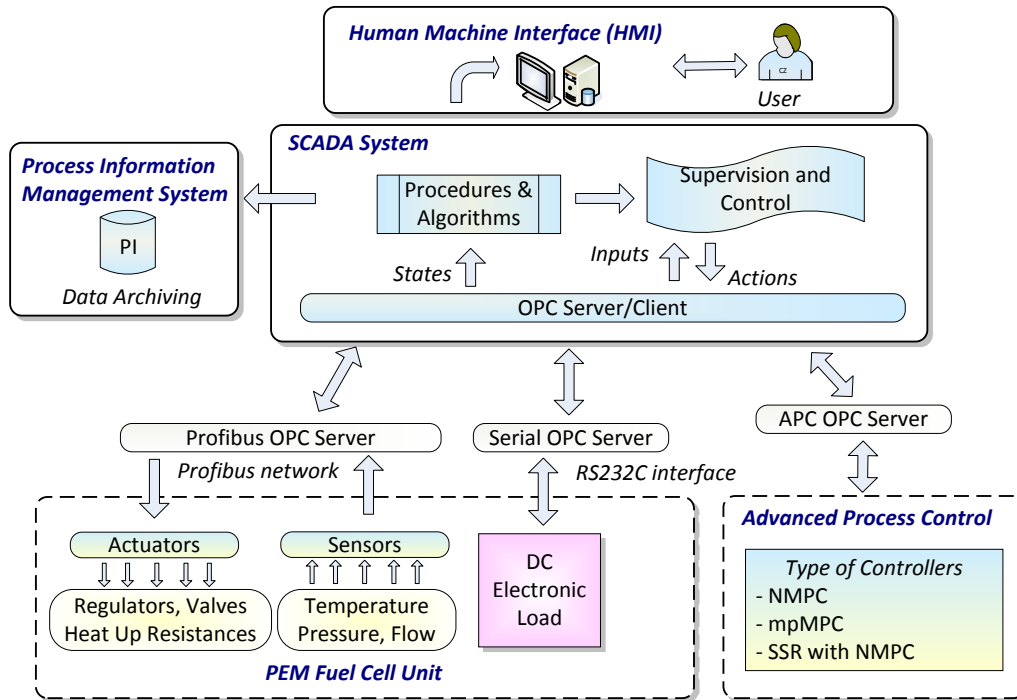 Human Machine Interface (HMI)
CZ
User
SCADA System
Process Information
Management System
PI
Data Archiving
Procedures &
Algorithms
Supervision and
Control
States
Inputs
Actions
OPC Server/Client
Profibus OPC Server
Serial OPC Server
APC OPC Server
Profibus network
RS232C interface
Actuators
Regulators, Valves
Heat Up Resistances
Sensors
Temperature
Pressure, Flow
DC
Electronic
Load
PEM Fuel Cell Unit
Advanced Process Control
Type of Controllers
- NMPC
- mpMPC
- SSR with NMPC